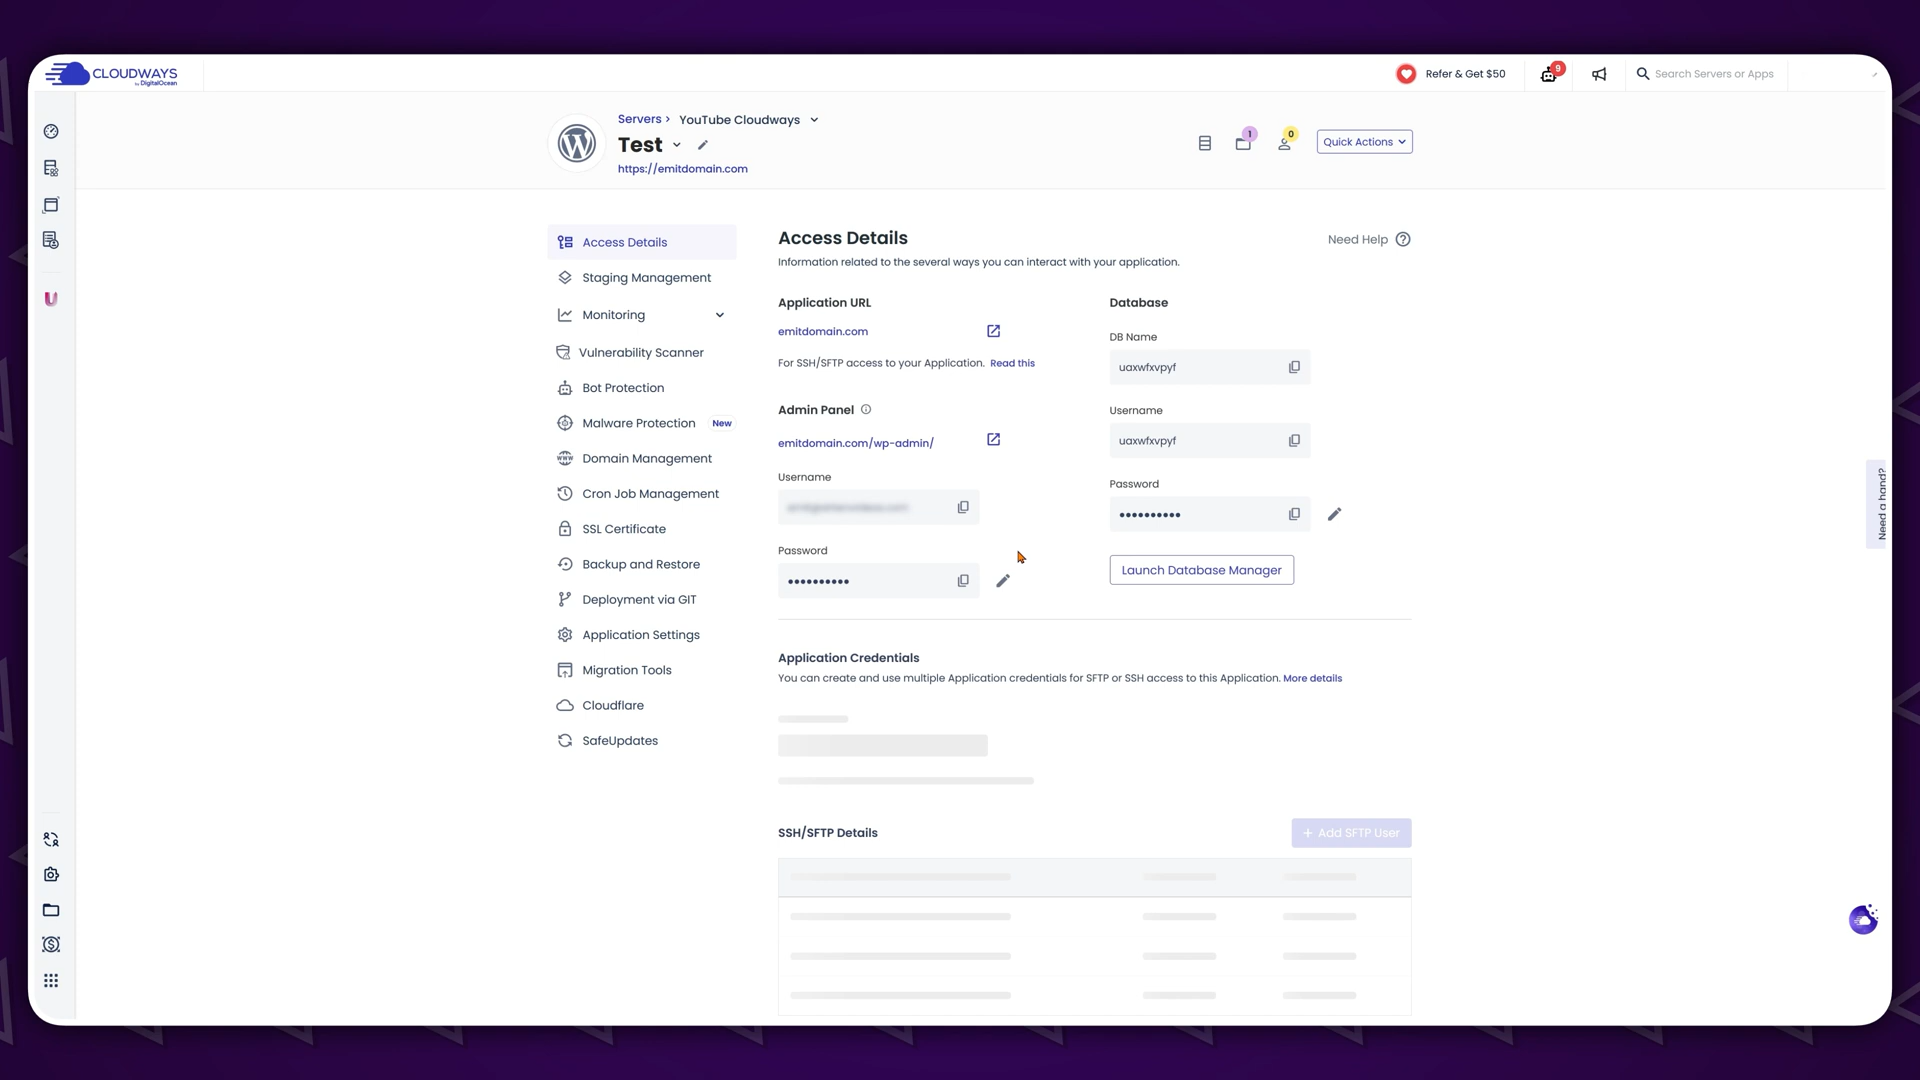 CLOUDWAYS
by DigitalOcean
Refer & Get $50
9
Search Servers or Apps
Servers › YouTube Cloudways
Test
https://emitdomain.com
1
0
Quick Actions
Access Details
Staging Management
Monitoring
Vulnerability Scanner
Bot Protection
Malware Protection New
Domain Management
Cron Job Management
SSL Certificate
Backup and Restore
Deployment via GIT
Application Settings
Migration Tools
Cloudflare
SafeUpdates
Access Details
Need Help
Information related to the several ways you can interact with your application.
Application URL
emitdomain.com
For SSH/SFTP access to your Application. Read this
Admin Panel
emitdomain.com/wp-admin/
Username
Password
••••••••••
Database
DB Name
uaxwfxvpyf
Username
uaxwfxvpyf
Password
••••••••••
Launch Database Manager
Application Credentials
You can create and use multiple Application credentials for SFTP or SSH access to this Application. More details
SSH/SFTP Details
+ Add SFTP User
Need a hand?